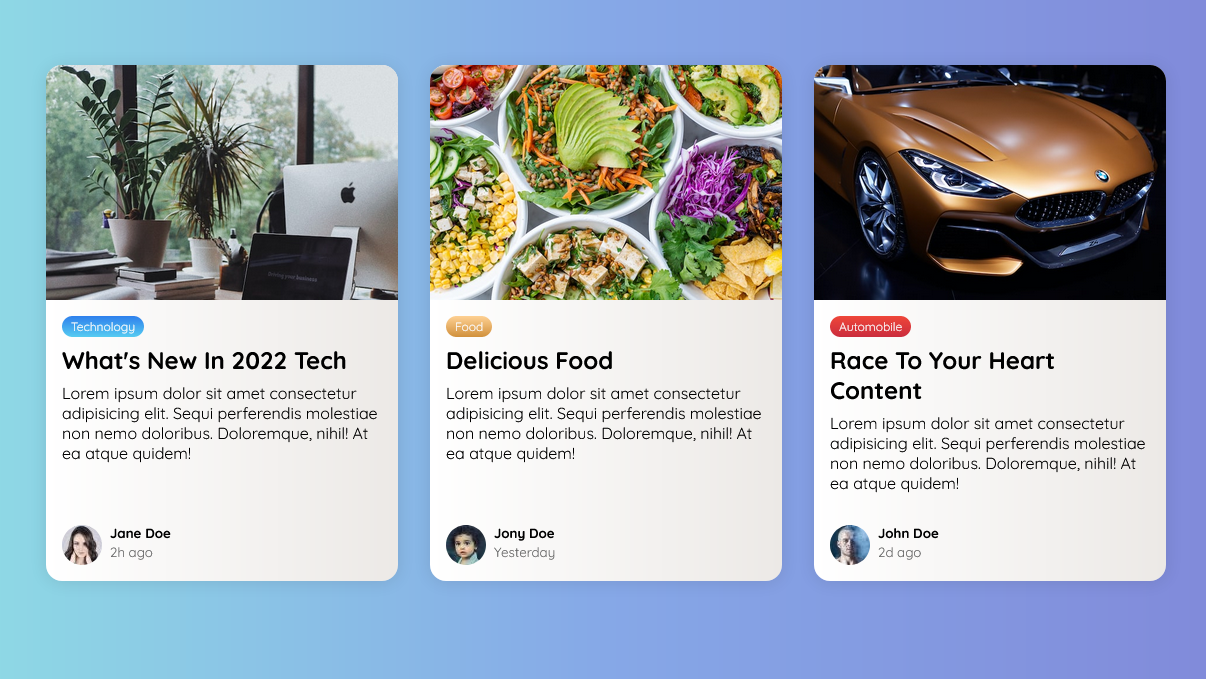 Technology
What's New In 2022 Tech
Lorem ipsum dolor sit amet consectetur
adipisicing elit. Sequi perferendis molestiae
non nemo doloribus. Doloremque, nihil! At
ea atque quidem!
Jane Doe
2h ago
Food
Delicious Food
Lorem ipsum dolor sit amet consectetur
adipisicing elit. Sequi perferendis molestiae
non nemo doloribus. Doloremque, nihil! At
ea atque quidem!
Jony Doe
Yesterday
Automobile
Race To Your Heart
Content
Lorem ipsum dolor sit amet consectetur
adipisicing elit. Sequi perferendis molestiae
non nemo doloribus. Doloremque, nihil! At
ea atque quidem!
John Doe
2d ago